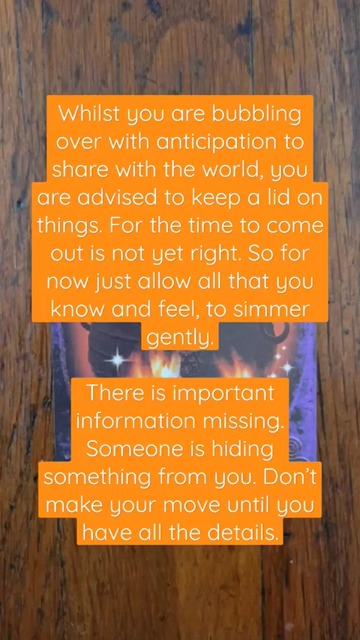 Whilst you are bubbling
over with anticipation to
share with the world, you
are advised to keep a lid on
things. For the time to come
out is not yet right. So for
now just allow all that you
know and feel, to simmer
gently.
There is important
information missing.
Someone is hiding
something from you. Don't
make your move until you
have all the details.